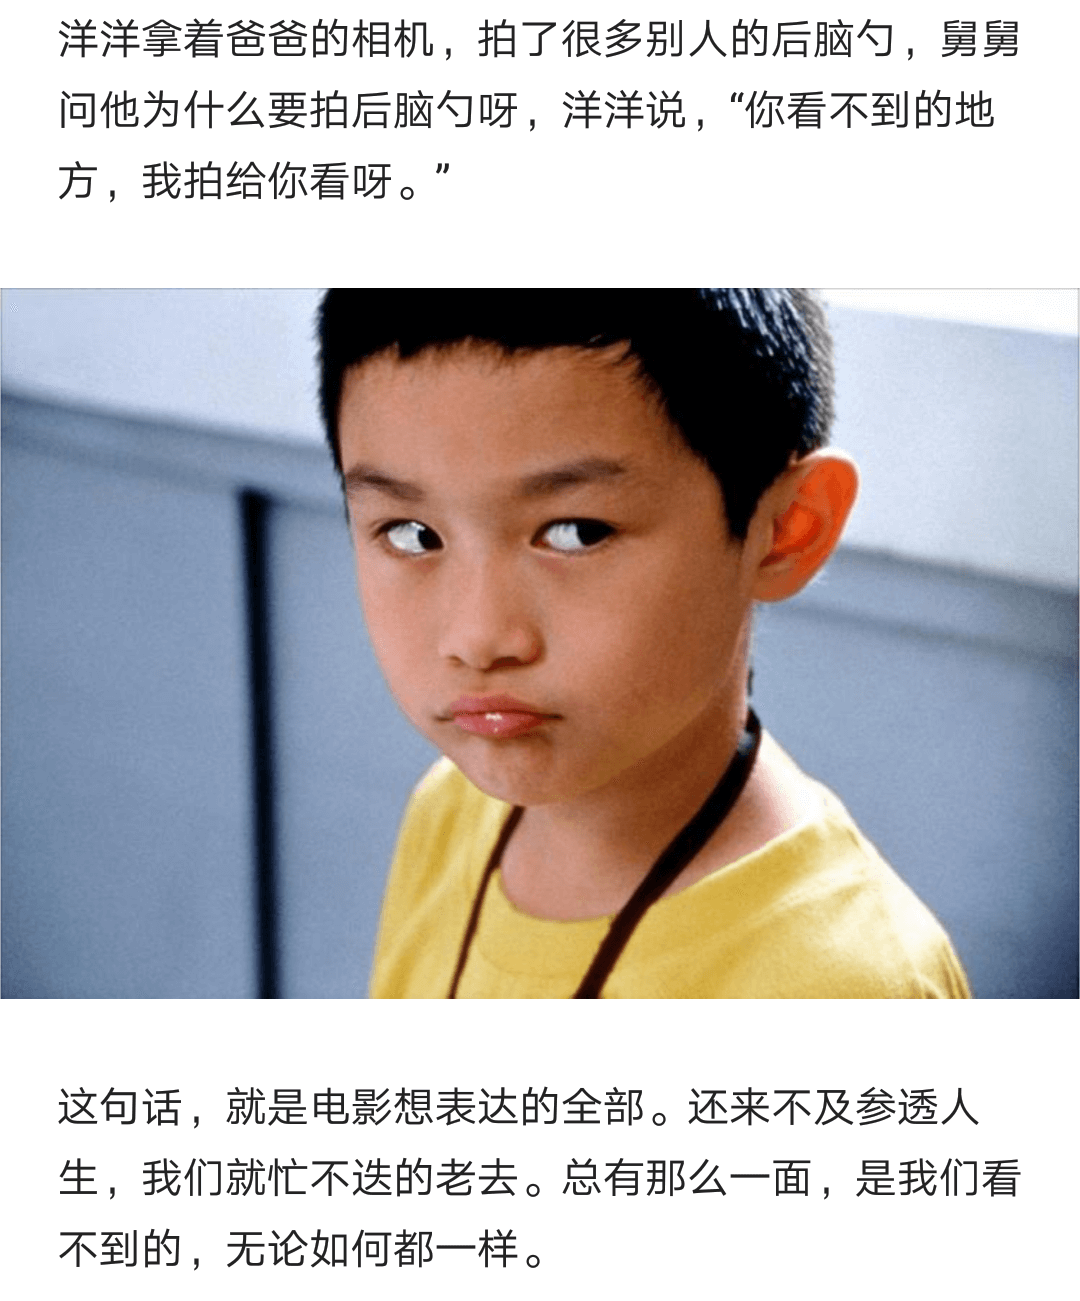 洋洋拿着爸爸的相机，拍了很多别人的后脑勺，舅舅
问他为什么要拍后脑勺呀，洋洋说，“你看不到的地
方，我拍给你看呀。”
这句话，就是电影想表达的全部。还来不及参透人
生，我们就忙不迭的老去。总有那么一面，是我们看
不到的，无论如何都一样。